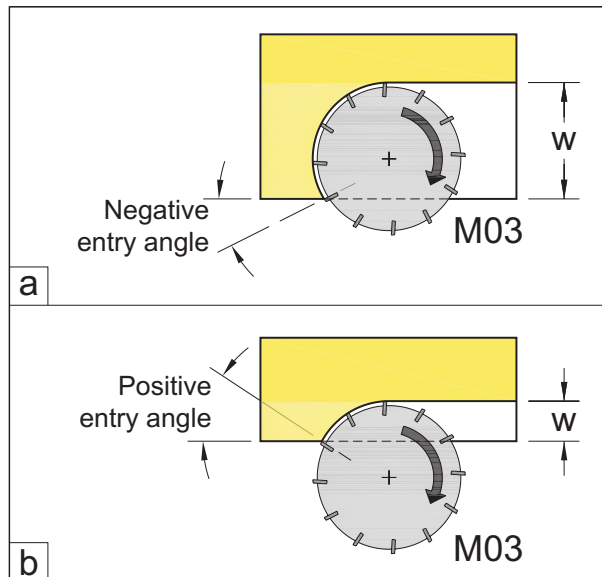 Negative
entry angle
W
M03
a
Positive
entry angle
W
M03
b